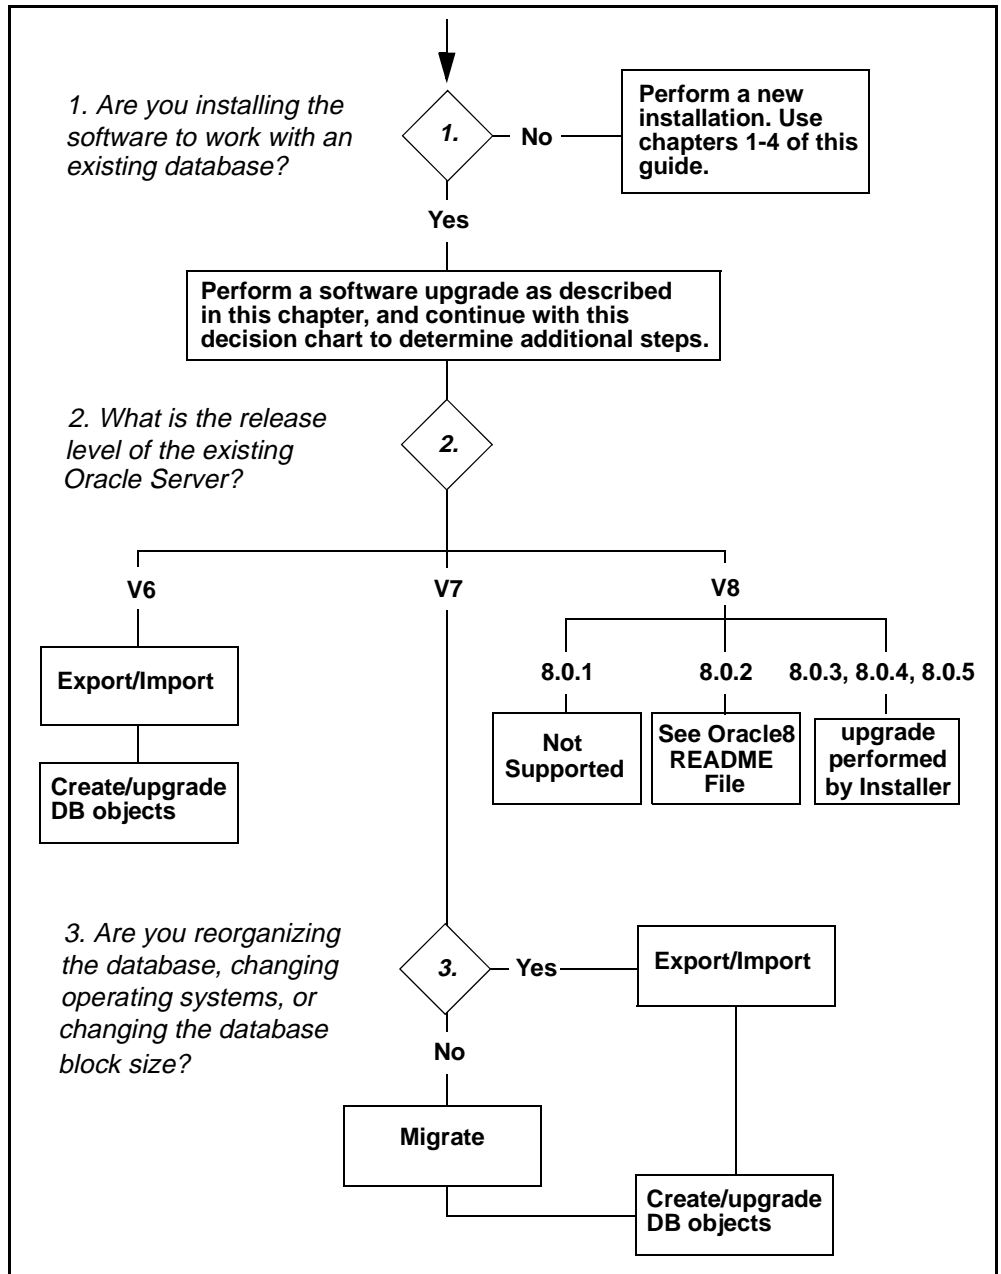 1. Are you installing the
software to work with an
existing database?
1.
No
Perform a new
installation. Use
chapters 1-4 of this
guide.
Yes
Perform a software upgrade as described
in this chapter, and continue with this
decision chart to determine additional steps.
2. What is the release
level of the existing
Oracle Server?
2.
V6
V7
V8
Export/Import
Create/upgrade
DB objects
8.0.1
8.0.2
8.0.3, 8.0.4, 8.0.5
Not
Supported
See Oracle8
README
File
upgrade
performed
by Installer
3. Are you reorganizing
the database, changing
operating systems, or
changing the database
block size?
3.
Yes
Export/Import
No
Migrate
Create/upgrade
DB objects